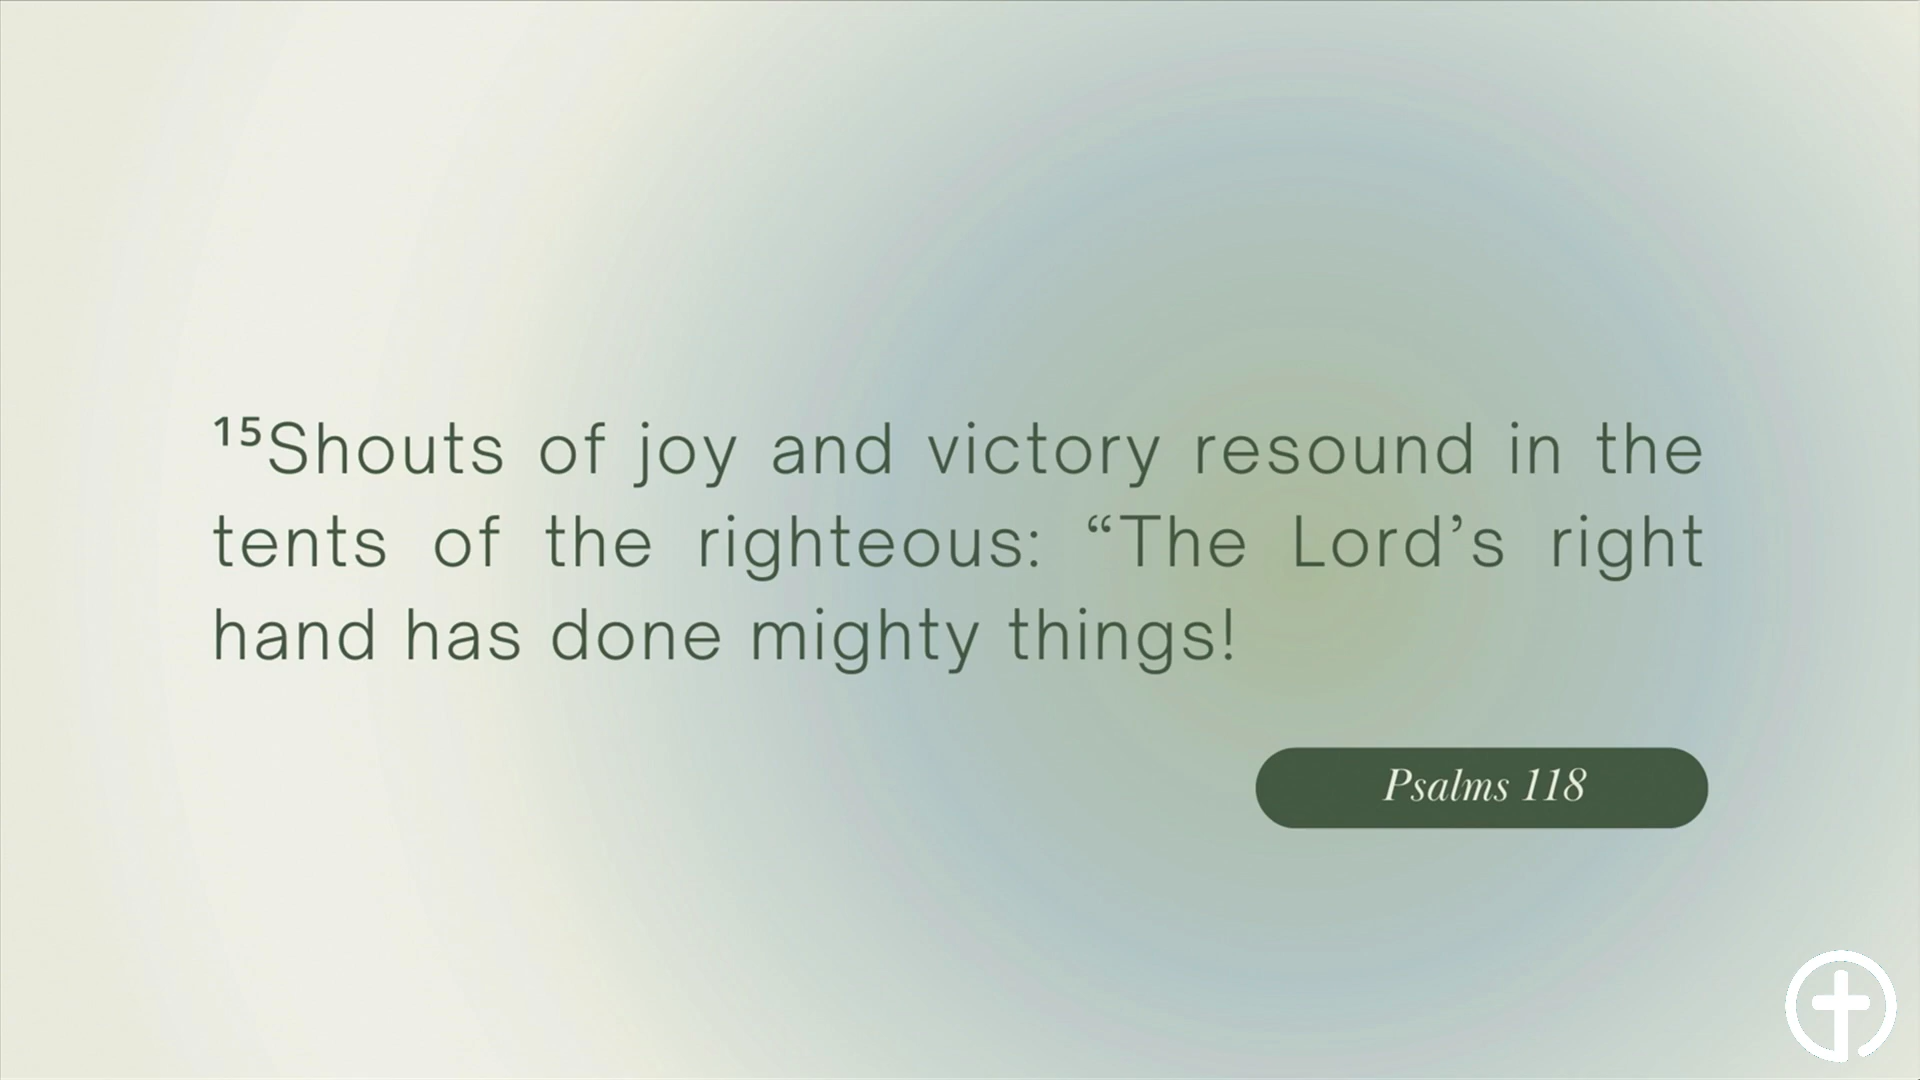 ¹⁵Shouts of joy and victory resound in the
tents of the righteous: “The Lord’s right
hand has done mighty things!
Psalms 118